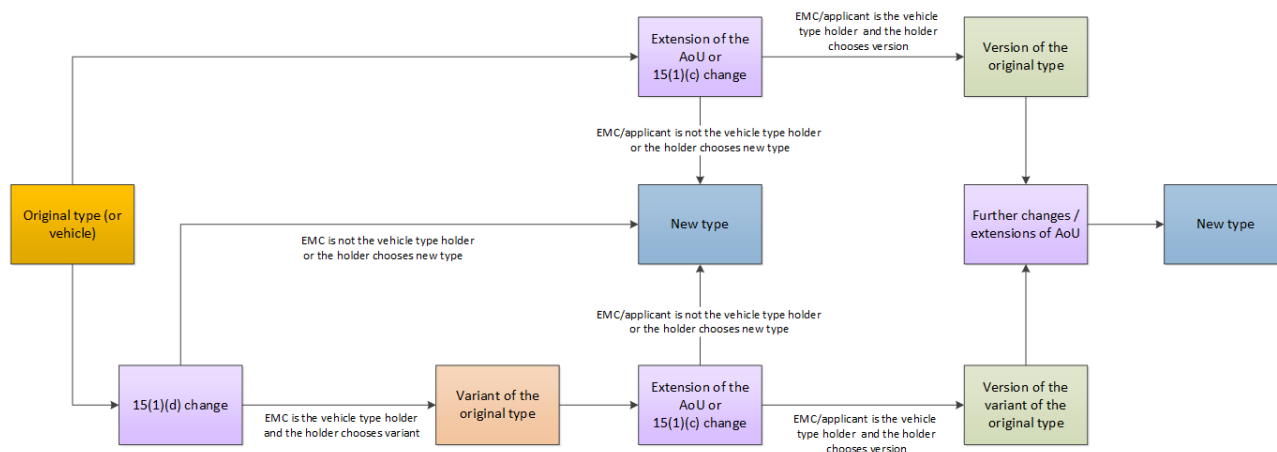 EMC/applicant is the vehicle
type holder and the holder
chooses version
Extension of the
AoU or
15(1)(c) change
Version of the
original type
EMC/applicant is not the vehicle type holder
or the holder chooses new type
Original type (or
vehicle)
New type
Further changes /
extensions of AoU
New type
EMC is not the vehicle type holder
or the holder chooses new type
EMC/applicant is not the vehicle type holder
or the holder chooses new type
15(1)(d) change
EMC is the vehicle type holder
and the holder chooses variant
Variant of the
original type
Extension of the
AoU or
15(1)(c) change
EMC/applicant is the vehicle
type holder and the holder
chooses version
Version of the
variant of the
original type